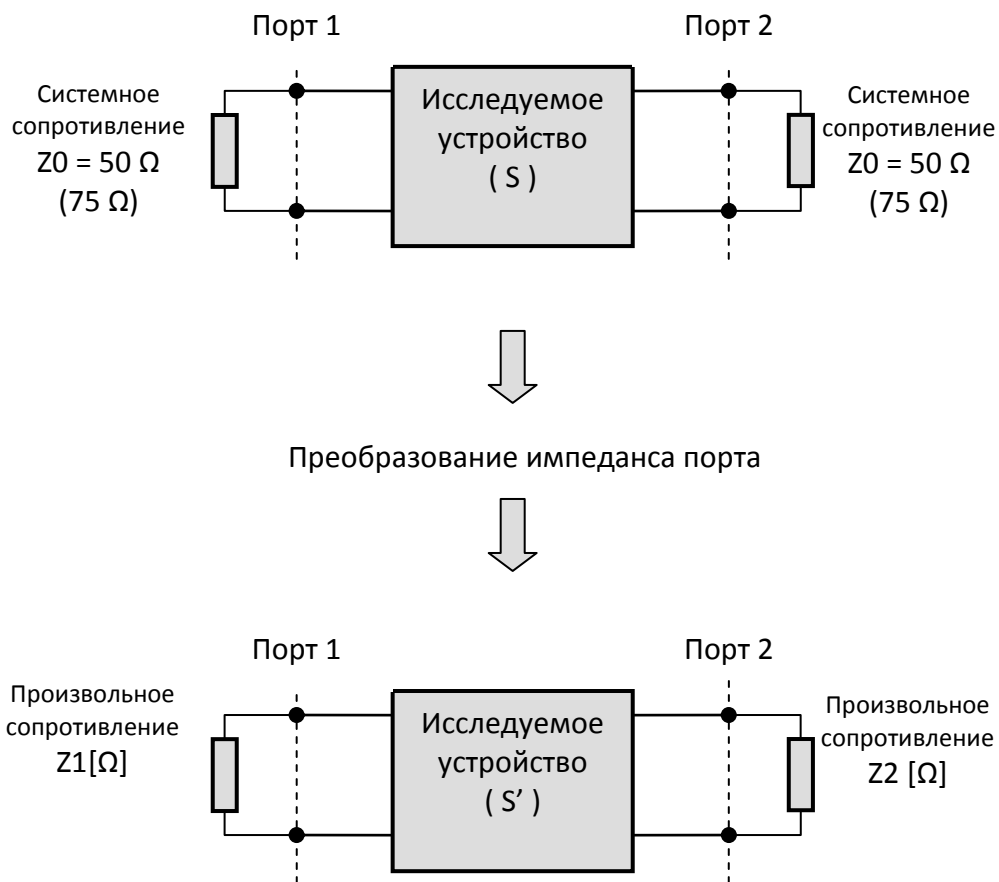 Порт 1
Порт 2
Системное
сопротивление
Z0 = 50 Ω
(75 Ω)
Исследуемое
устройство
( S )
Системное
сопротивление
Z0 = 50 Ω
(75 Ω)
Преобразование импеданса порта
Порт 1
Порт 2
Произвольное
сопротивление
Z1[Ω]
Исследуемое
устройство
( S’ )
Произвольное
сопротивление
Z2 [Ω]